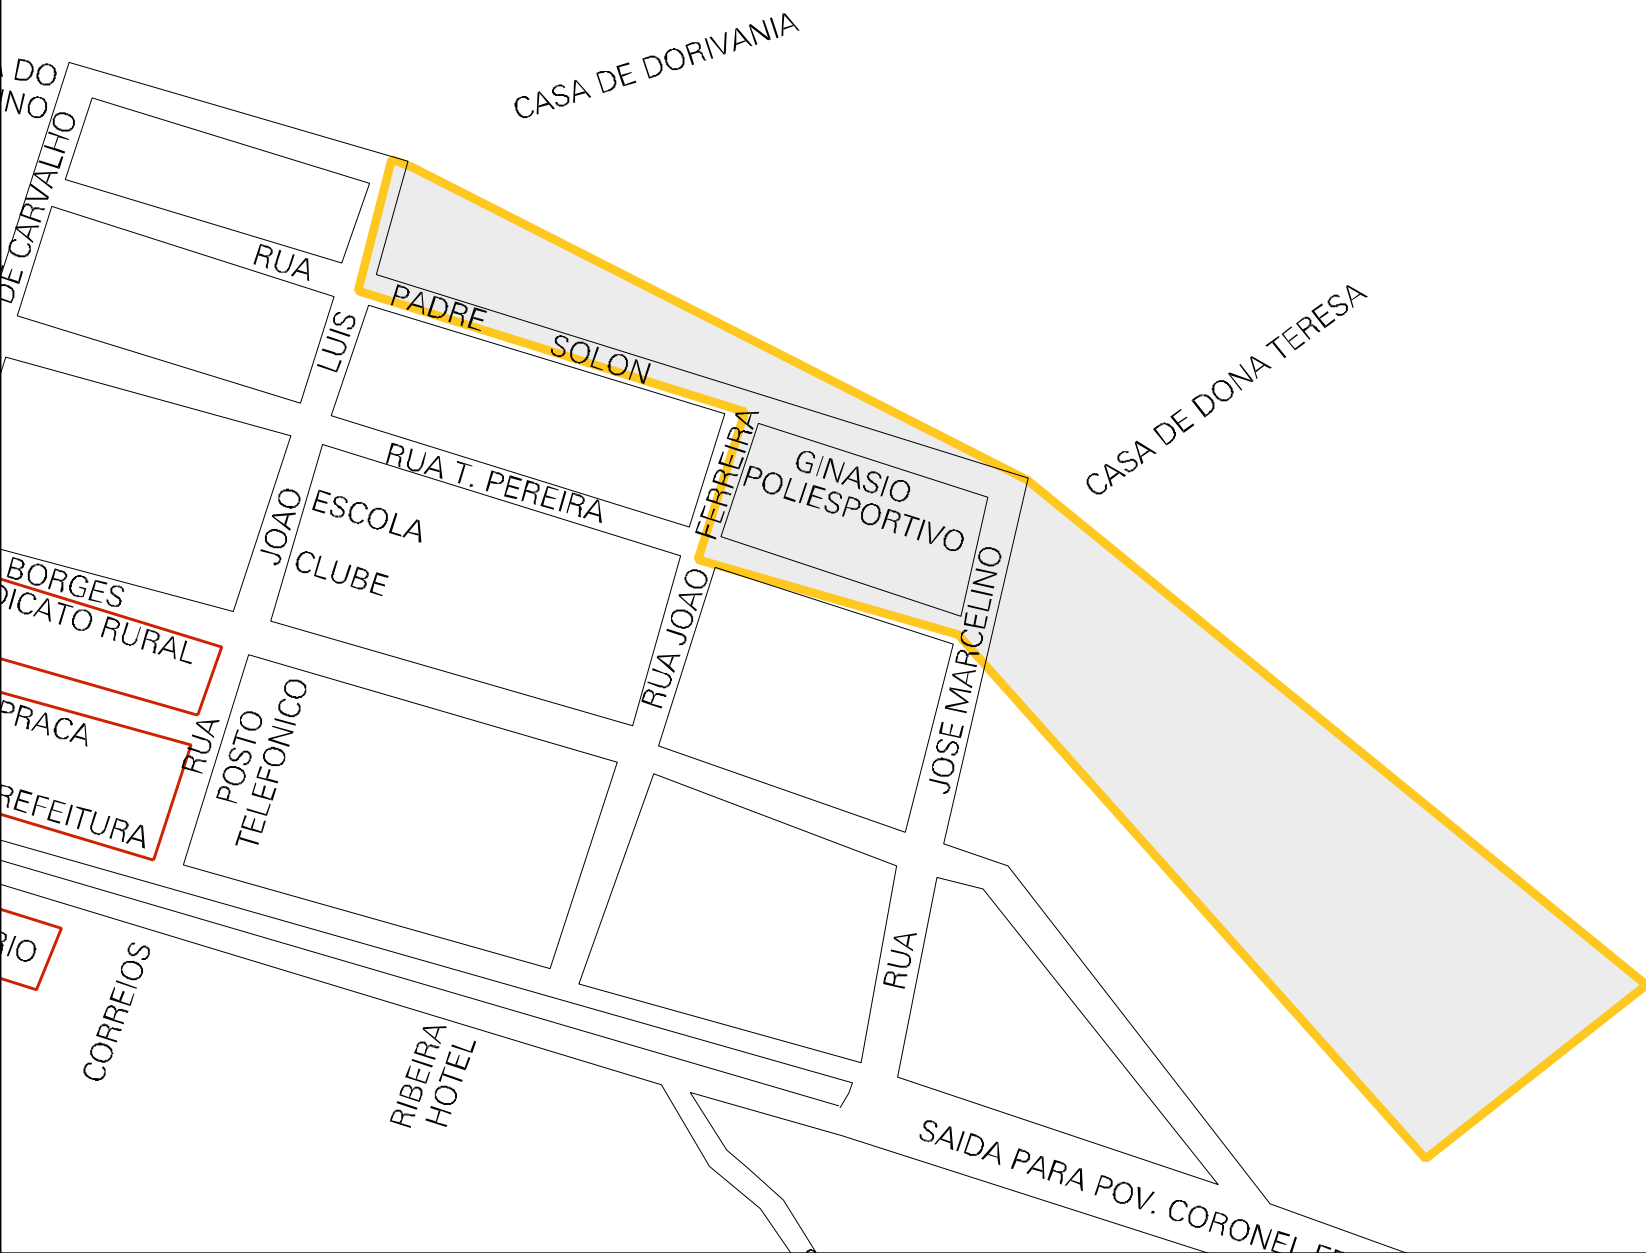 CASA DE DORIVANIA
DO
DE CARVALHO
RUA
PADRE
SOLON
LUIS
CASA DE DONA TERESA
FERREIRA
GINASIO
POLIESPORTIVO
RUA T. PEREIRA
ESCOLA
CLUBE
JOAO
BORGES
DICATO RURAL
RUA JOAO
JOSE MARCELINO
PRACA
RUA
POSTO
TELEFONICO
REFEITURA
RIO
CORREIOS
RIBEIRA
HOTEL
RUA
SAIDA PARA POV. CORONEL